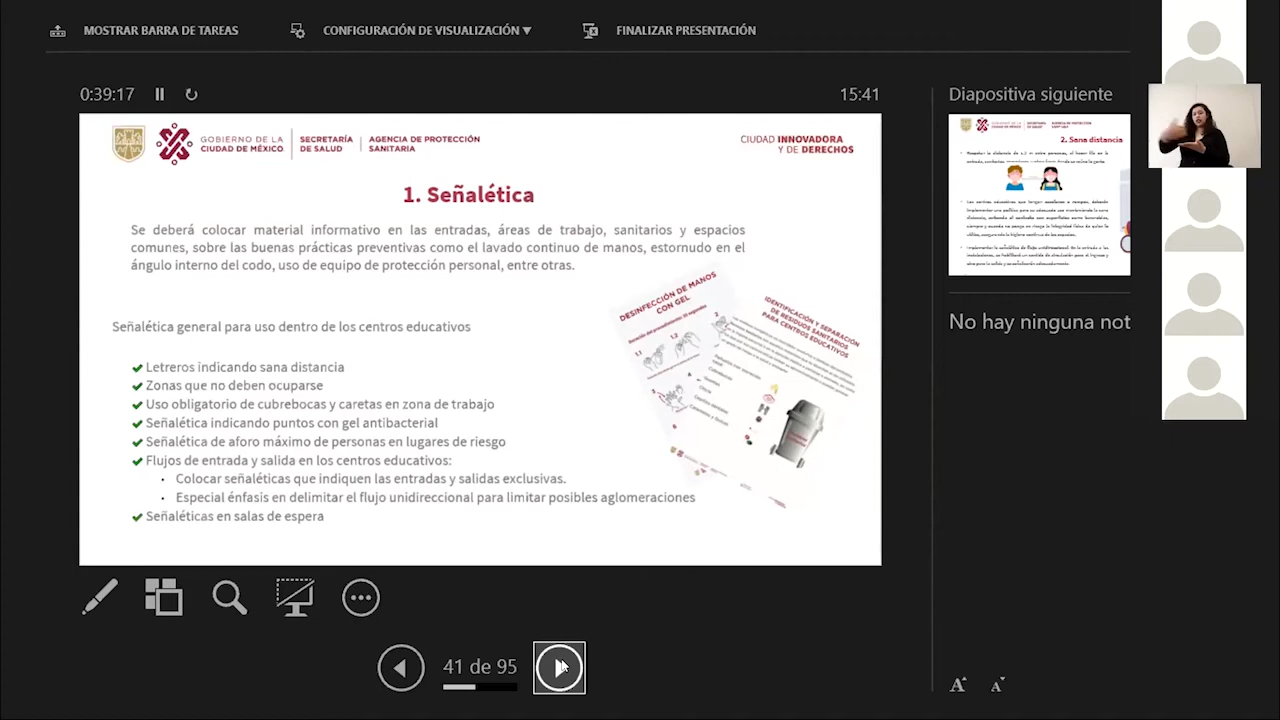 MOSTRAR BARRA DE TAREAS
CONFIGURACIÓN DE VISUALIZACIÓN ▼
FINALIZAR PRESENTACIÓN
0:39:17
15:41
GOBIERNO DE LA
CIUDAD DE MÉXICO
SECRETARÍA
DE SALUD
AGENCIA DE PROTECCIÓN
SANITARIA
CIUDAD INNOVADORA
Y DE DERECHOS
1. Señalética
Se deberá colocar material informativo en las entradas, áreas de trabajo, sanitarios y espacios
comunes, sobre las buenas prácticas preventivas como el lavado continuo de manos, estornudo en el
ángulo interno del codo, uso de equipo de protección personal, entre otras.
Señalética general para uso dentro de los centros educativos
Letreros indicando sana distancia
Zonas que no deben ocuparse
Uso obligatorio de cubrebocas y caretas en zona de trabajo
Señalética indicando puntos con gel antibacterial
Señalética de aforo máximo de personas en lugares de riesgo
Flujos de entrada y salida en los centros educativos:
Colocar señaléticas que indiquen las entradas y salidas exclusivas.
Especial énfasis en delimitar el flujo unidireccional para limitar posibles aglomeraciones
Señaléticas en salas de espera
DESINFECCIÓN DE MANOS
CON GEL
IDENTIFICACIÓN Y SEPARACIÓN
DE RESIDUOS SANITARIOS
PARA CENTROS EDUCATIVOS
41 de 95
Diapositiva siguiente
2. Sana distancia
No hay ninguna not
A A